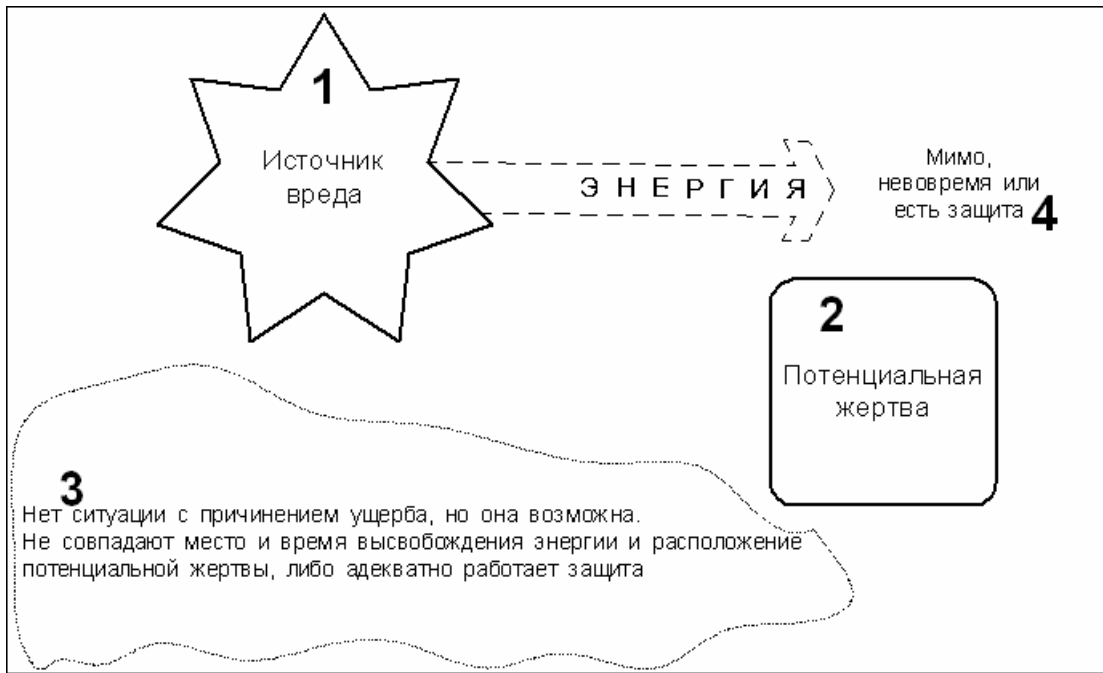 1
Источник
вреда
ЭНЕРГИЯ
Мимо,
невовремя или
есть защита 4
2
Потенциальная
жертва
3
Нет ситуации с причинением ущерба, но она возможна.
Не совпадают место и время высвобождения энергии и расположение
потенциальной жертвы, либо адекватно работает защита